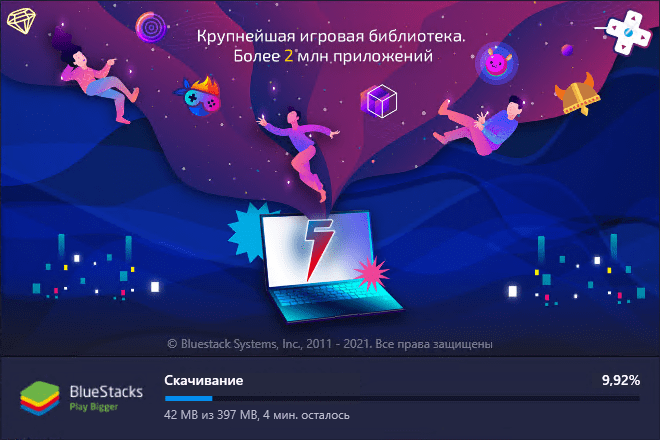 Крупнейшая игровая библиотека.
Более 2 млн приложений
© Bluestack Systems, Inc., 2011 - 2021. Все права защищены
BlueStacks
Play Bigger
Скачивание
9,92%
42 MB из 397 MB, 4 мин. осталось